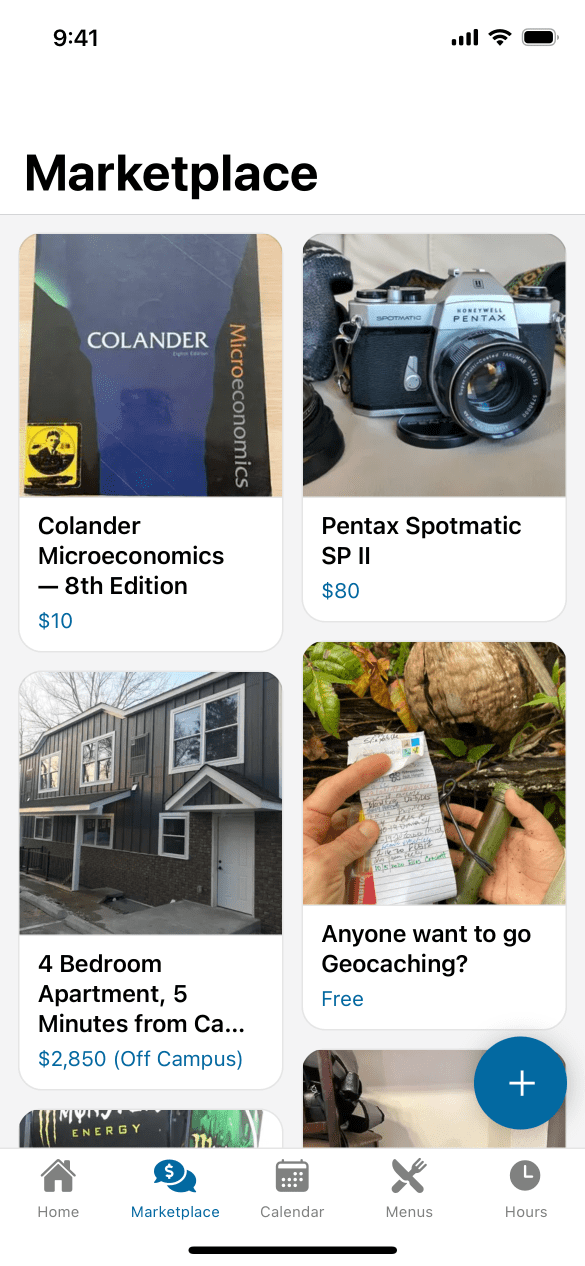 9:41
Marketplace
COLANDER
Eighth Edition
Microeconomics
Colander
Microeconomics
— 8th Edition
$10
HONEYWELL
PENTAX
SPOTMATIC
Pentax Spotmatic
SP II
$80
4 Bedroom
Apartment, 5
Minutes from Ca...
$2,850 (Off Campus)
Anyone want to go
Geocaching?
Free
MONSTER
ENERGY
Home
Marketplace
Calendar
Menus
Hours